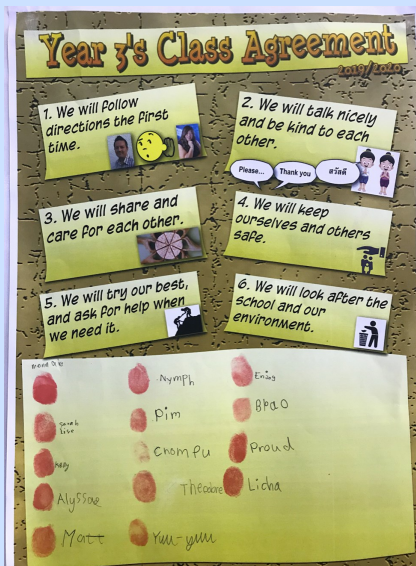 Year 3's Class Agreement
2019/2020
1. We will follow
directions the first
time.
2. We will talk nicely
and be kind to each
other.
Please...
Thank you
สวัสดี
3. We will share and
care for each other.
4. We will keep
ourselves and others
safe.
5. We will try our best,
and ask for help when
we need it.
6. We will look after the
school and our
environment.
Nymph
Enjoy
Sarah
Pim
Chompu
Proud
Alyssae
Theodore
Licha
Matt
Yuu-yuu